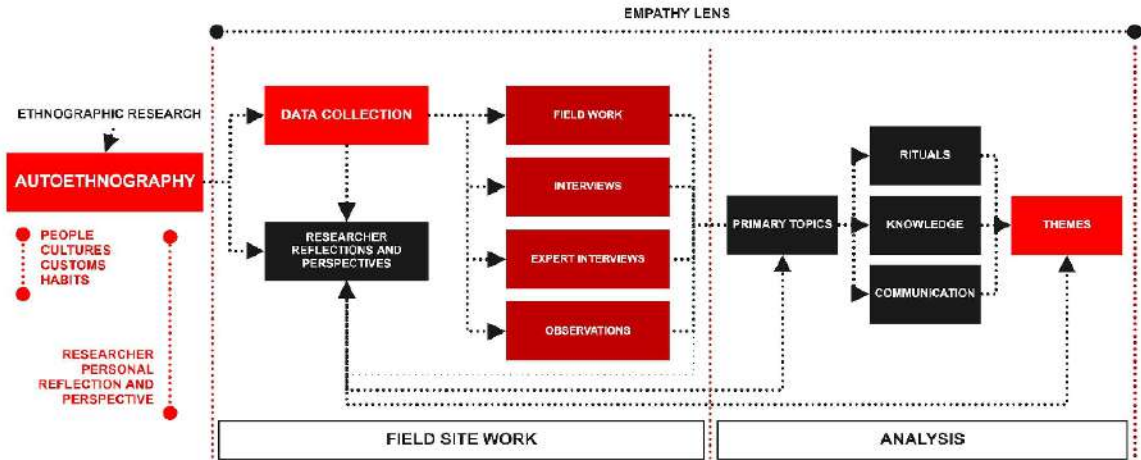 EMPATHY LENS
ETHNOGRAPHIC RESEARCH
AUTOETHNOGRAPHY
PEOPLE
CULTURES
CUSTOMS
HABITS
RESEARCHER
PERSONAL
REFLECTION AND
PERSPECTIVE
DATA COLLECTION
RESEARCHER
REFLECTIONS AND
PERSPECTIVES
FIELD WORK
INTERVIEWS
EXPERT INTERVIEWS
OBSERVATIONS
PRIMARY TOPICS
RITUALS
KNOWLEDGE
COMMUNICATION
THEMES
FIELD SITE WORK
ANALYSIS